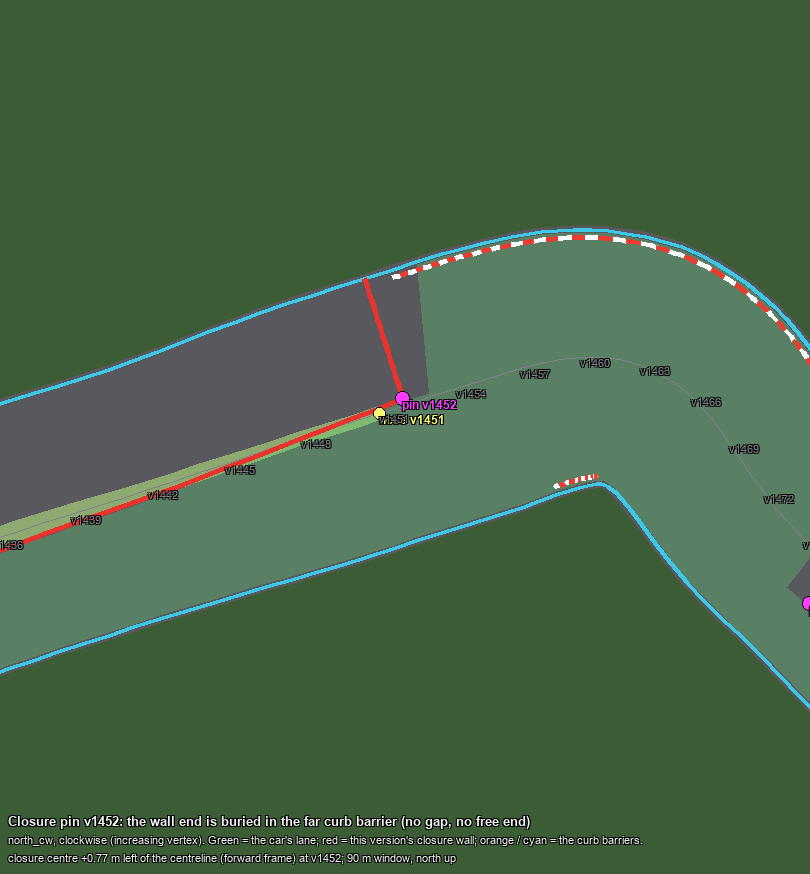 v1460
v1463
v1457
v1454
v1466
pin v1452
v1451
v1448
v1469
v1445
v1442
v1472
v1439
1436
v
Closure pin v1452: the wall end is buried in the far curb barrier (no gap, no free end)
north_cw, clockwise (increasing vertex). Green = the car's lane; red = this version's closure wall; orange / cyan = the curb barriers.
closure centre +0.77 m left of the centreline (forward frame) at v1452; 90 m window, north up